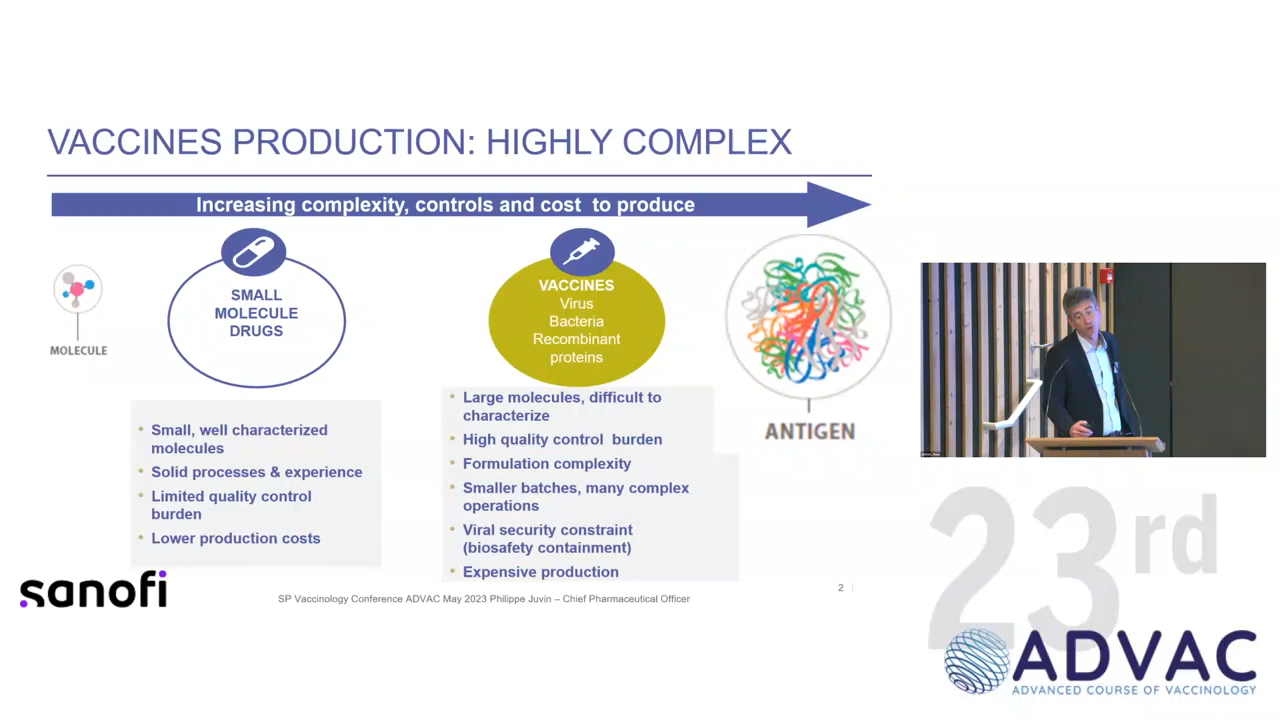 VACCINES PRODUCTION: HIGHLY COMPLEX
Increasing complexity, controls and cost to produce
MOLECULE
SMALL
MOLECULE
DRUGS
• Small, well characterized
molecules
• Solid processes & experience
• Limited quality control
burden
• Lower production costs
VACCINES
Virus
Bacteria
Recombinant
proteins
• Large molecules, difficult to
characterize
• High quality control burden
• Formulation complexity
• Smaller batches, many complex
operations
• Viral security constraint
(biosafety containment)
• Expensive production
ANTIGEN
sanofi
SP Vaccinology Conference ADVAC May 2023 Philippe Juvin – Chief Pharmaceutical Officer
2
23rd
ADVAC
ADVANCED COURSE OF VACCINOLOGY